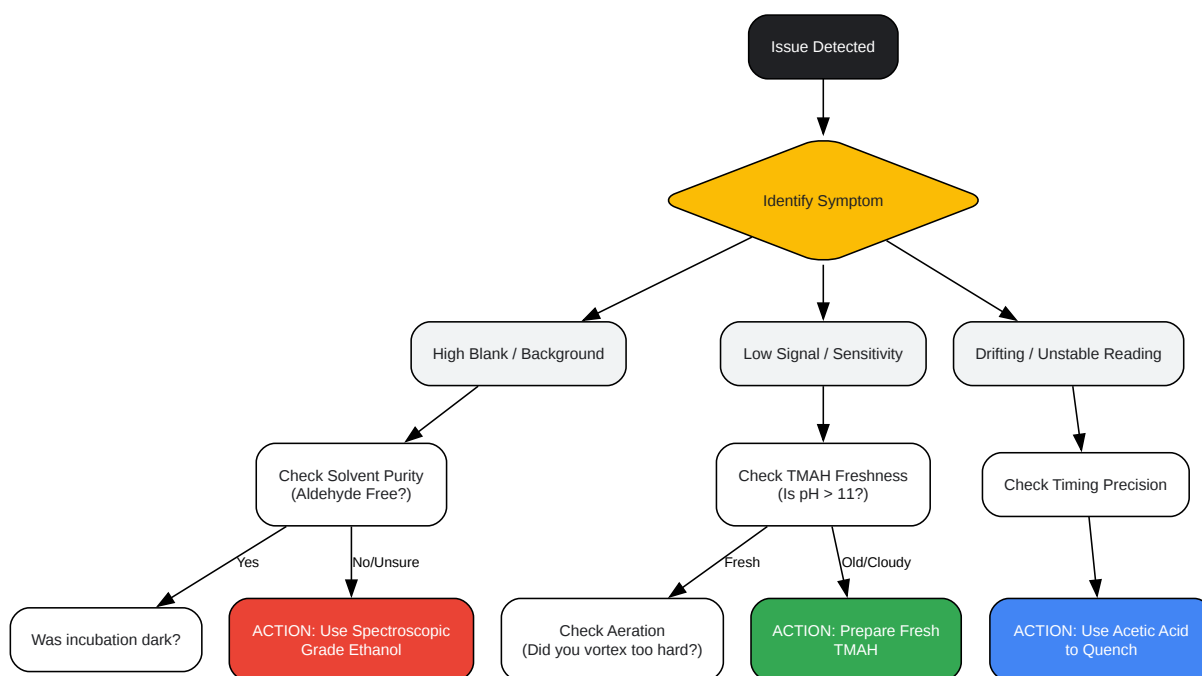 Issue Detected
Identify Symptom
High Blank / Background
Low Signal / Sensitivity
Drifting / Unstable Reading
Check Solvent Purity
(Aldehyde Free?)
Check TMAH Freshness
(Is pH > 11?)
Check Timing Precision
Yes
No/Unsure
Fresh
Old/Cloudy
Was incubation dark?
ACTION: Use Spectroscopic
Grade Ethanol
Check Aeration
(Did you vortex too hard?)
ACTION: Prepare Fresh
TMAH
ACTION: Use Acetic Acid
to Quench